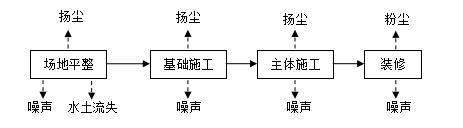 扬尘 扬尘 扬尘 粉尘
场地平整 基础施工 主体施工 装修
噪声 水土流失 噪声 噪声 噪声